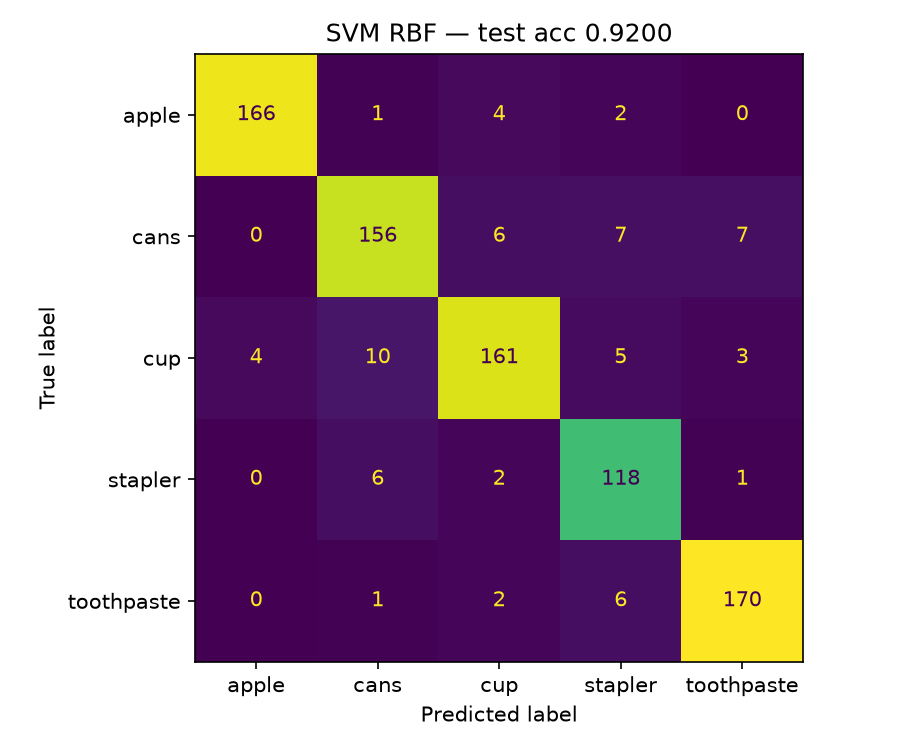 SVM RBF — test acc 0.9200
apple 166 1 4 2 0
cans 0 156 6 7 7
cup 4 10 161 5 3
stapler 0 6 2 118 1
toothpaste 0 1 2 6 170
apple cans cup stapler toothpaste
Predicted label
True label